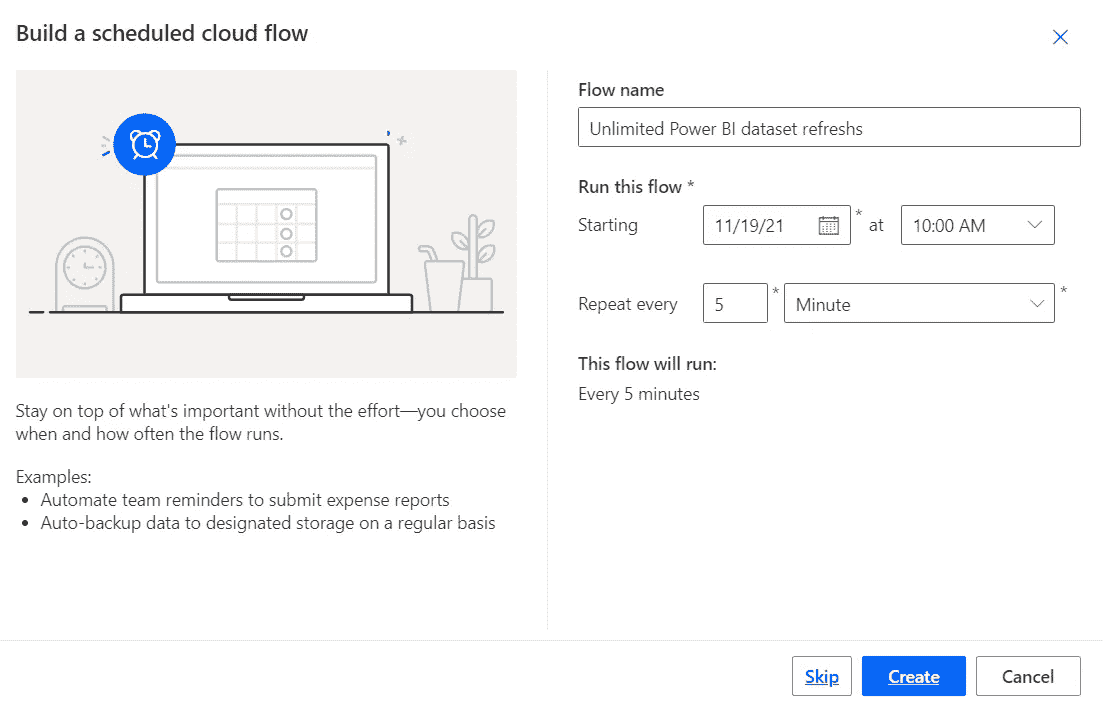 Build a scheduled cloud flow
Stay on top of what's important without the effort—you choose
when and how often the flow runs.
Examples:
• Automate team reminders to submit expense reports
• Auto-backup data to designated storage on a regular basis
Flow name
Unlimited Power BI dataset refreshs
Run this flow *
Starting 11/19/21 * at 10:00 AM
Repeat every 5 * Minute *
This flow will run:
Every 5 minutes
Skip Create Cancel